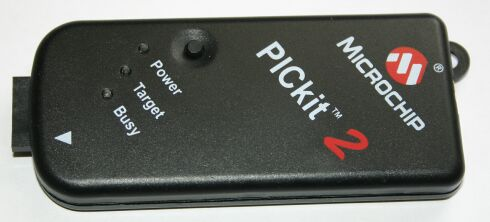 Power
Target
Busy
PICkit™ 2
MICROCHIP®